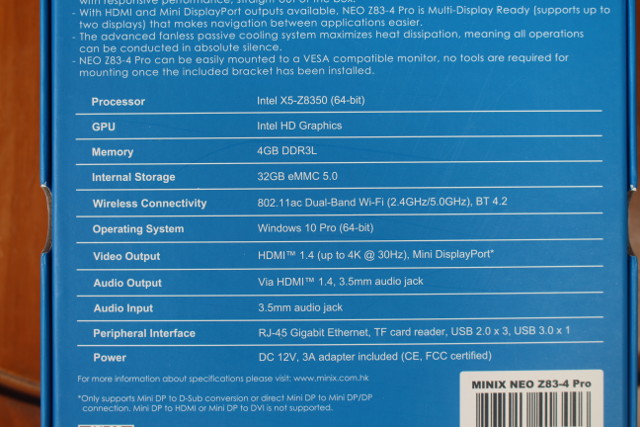 with responsive performance, straight out of the box.
- With HDMI and Mini DisplayPort outputs available, NEO Z83-4 Pro is Multi-Display Ready (supports up to
two displays) that makes navigation between applications easier.
- The advanced fanless passive cooling system maximizes heat dissipation, meaning all operations
can be conducted in absolute silence.
- NEO Z83-4 Pro can be easily mounted to a VESA compatible monitor, no tools are required for
mounting once the included bracket has been installed.
Processor Intel X5-Z8350 (64-bit)
GPU Intel HD Graphics
Memory 4GB DDR3L
Internal Storage 32GB eMMC 5.0
Wireless Connectivity 802.11ac Dual-Band Wi-Fi (2.4GHz/5.0GHz), BT 4.2
Operating System Windows 10 Pro (64-bit)
Video Output HDMI™ 1.4 (up to 4K @ 30Hz), Mini DisplayPort*
Audio Output Via HDMI™ 1.4, 3.5mm audio jack
Audio Input 3.5mm audio jack
Peripheral Interface RJ-45 Gigabit Ethernet, TF card reader, USB 2.0 x 3, USB 3.0 x 1
Power DC 12V, 3A adapter included (CE, FCC certified)
For more information about specifications please visit: www.minix.com.hk
*Only supports Mini DP to D-Sub conversion or direct Mini DP to Mini DP/DP
connection. Mini DP to HDMI or Mini DP to DVI is not supported.
MINIX NEO Z83-4 Pro